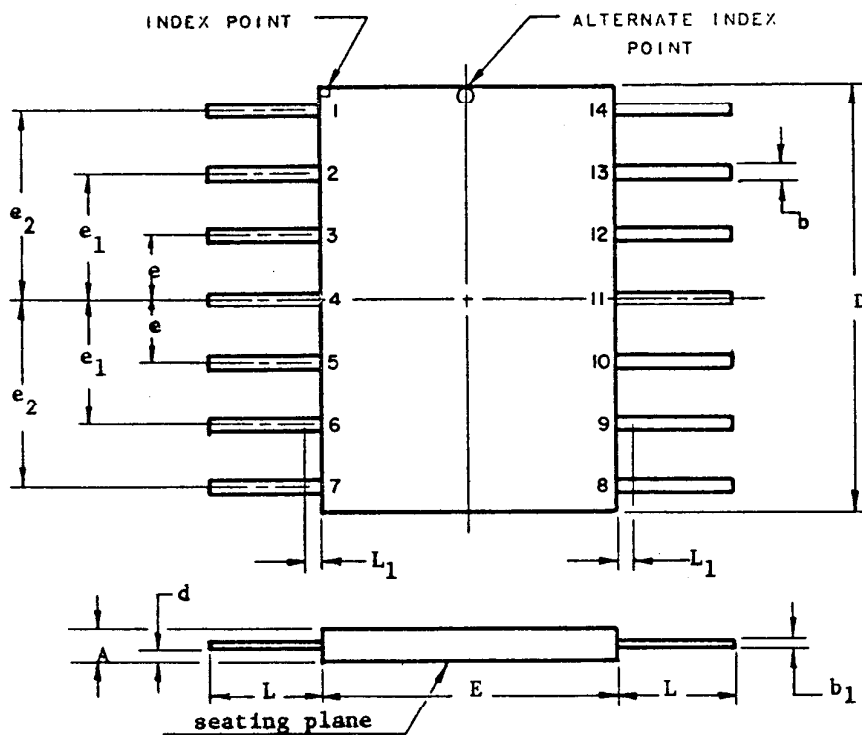 INDEX POINT
ALTERNATE INDEX
POINT
1
14
2
13
b
3
12
e2
e1
e
4
11
D
e
e1
e2
5
10
6
9
7
8
L1
L1
d
A
L
E
L
b1
seating plane